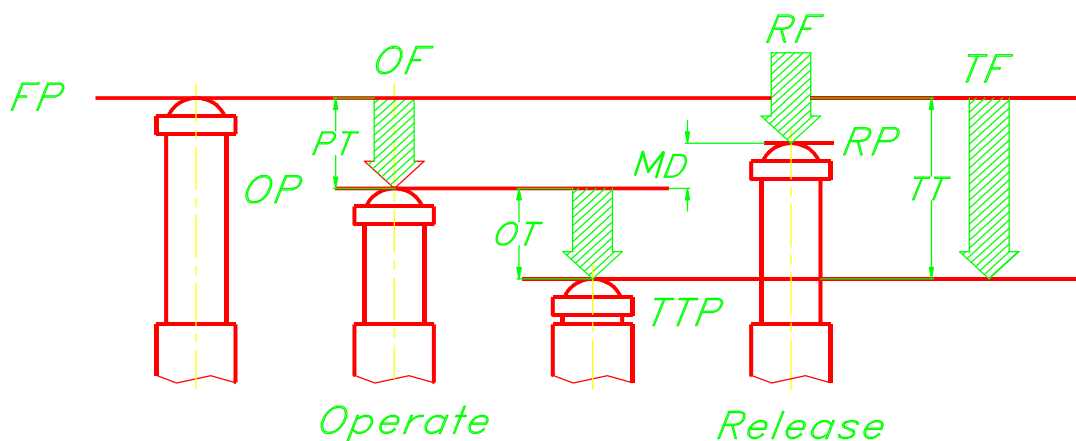 FP
OF
RF
TF
PT
OP
MD
RP
OT
TT
TTP
Operate
Release